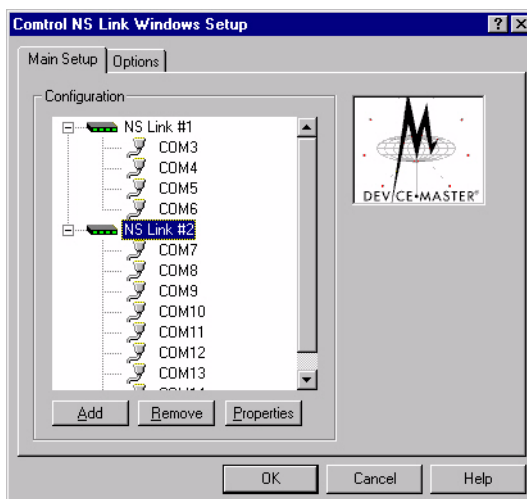 Comtrol NS Link Windows Setup
Main Setup
Options
Configuration
NS Link #1
COM3
COM4
COM5
COM6
NS Link #2
COM7
COM8
COM9
COM10
COM11
COM12
COM13
DEVICE•MASTER®
Add
Remove
Properties
OK
Cancel
Help